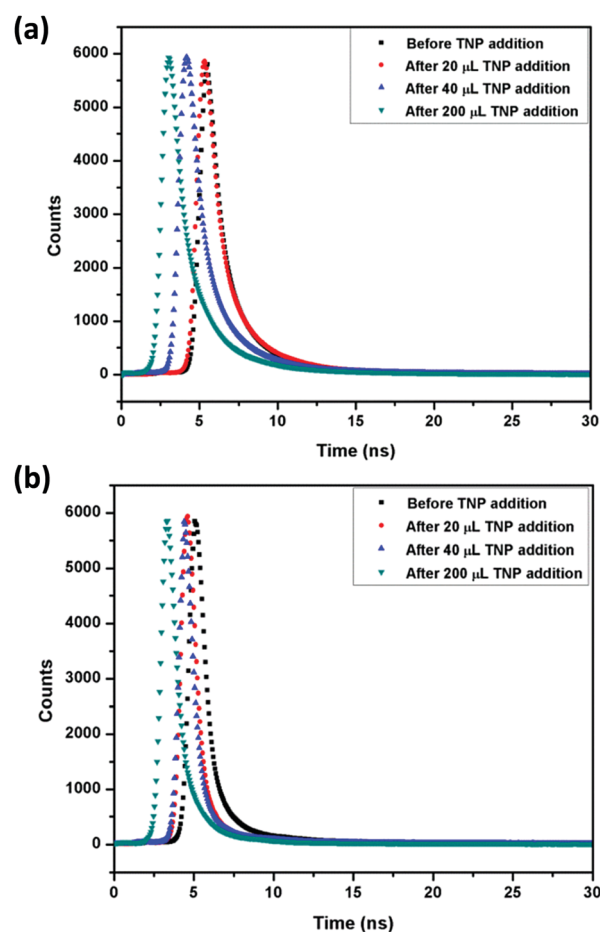 (a)
6000
5000
4000
3000
2000
1000
0
Counts
Before TNP addition
After 20 μL TNP addition
After 40 μL TNP addition
After 200 μL TNP addition
0 5 10 15 20 25 30
Time (ns)
(b)
6000
5000
4000
3000
2000
1000
0
Counts
Before TNP addition
After 20 μL TNP addition
After 40 μL TNP addition
After 200 μL TNP addition
0 5 10 15 20 25 30
Time (ns)